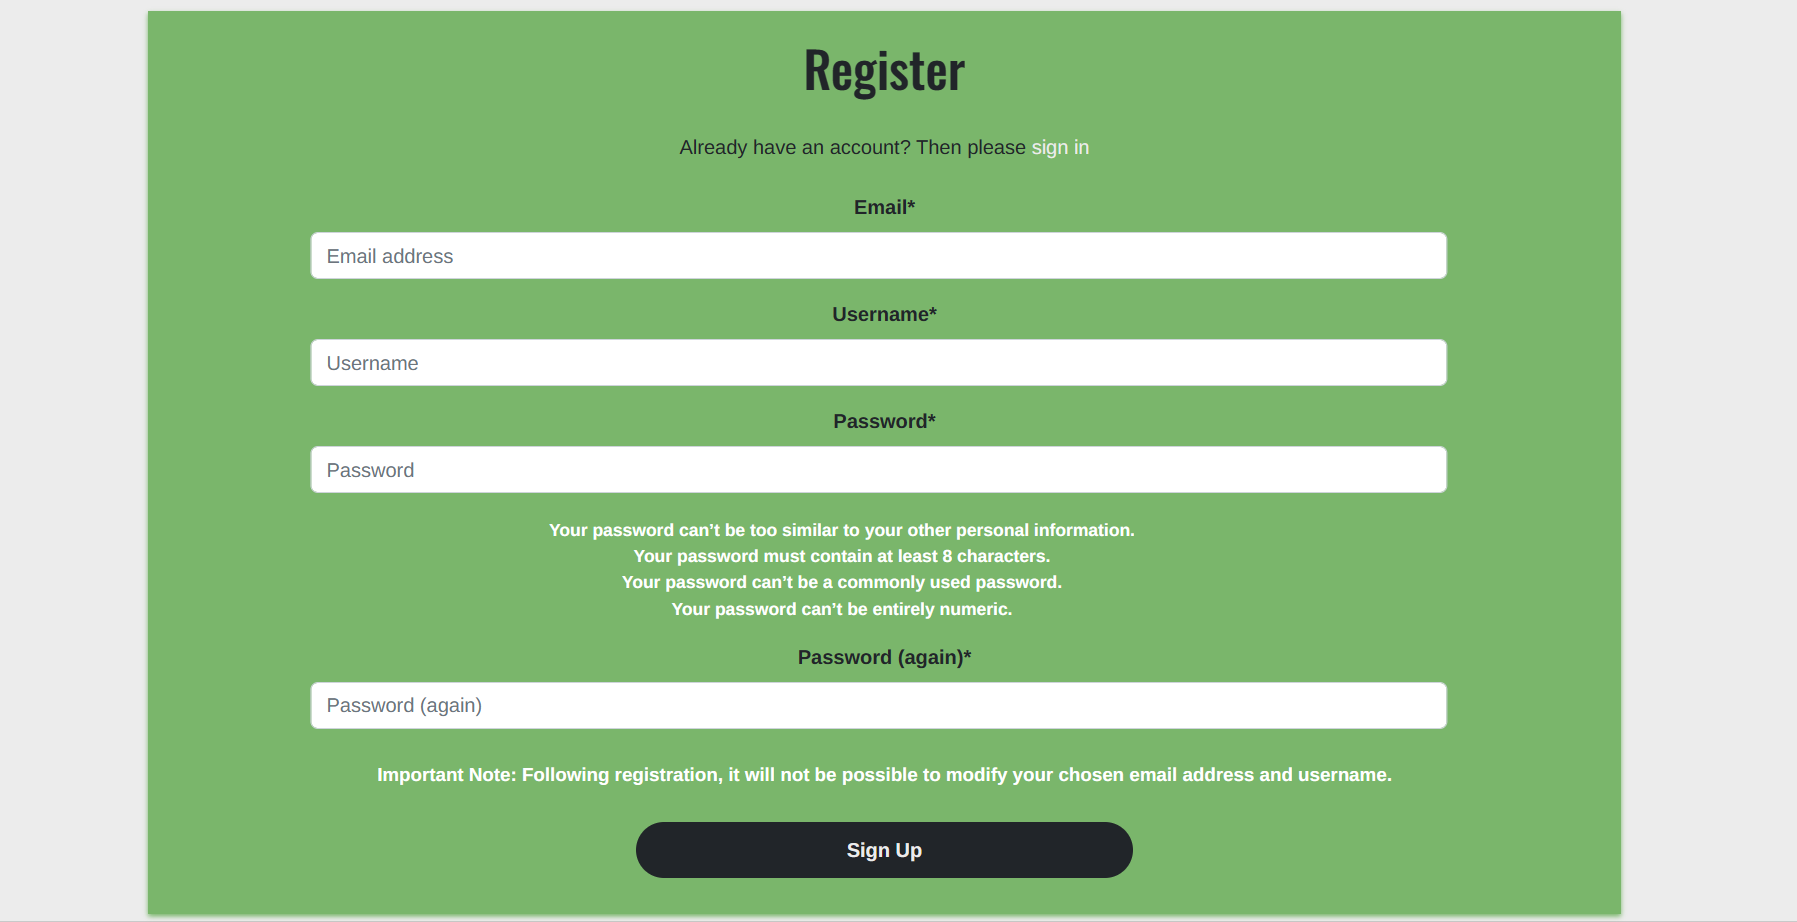 Register
Already have an account? Then please sign in
Email*
Email address
Username*
Username
Password*
Password
Your password can’t be too similar to your other personal information.
Your password must contain at least 8 characters.
Your password can’t be a commonly used password.
Your password can’t be entirely numeric.
Password (again)*
Password (again)
Important Note: Following registration, it will not be possible to modify your chosen email address and username.
Sign Up